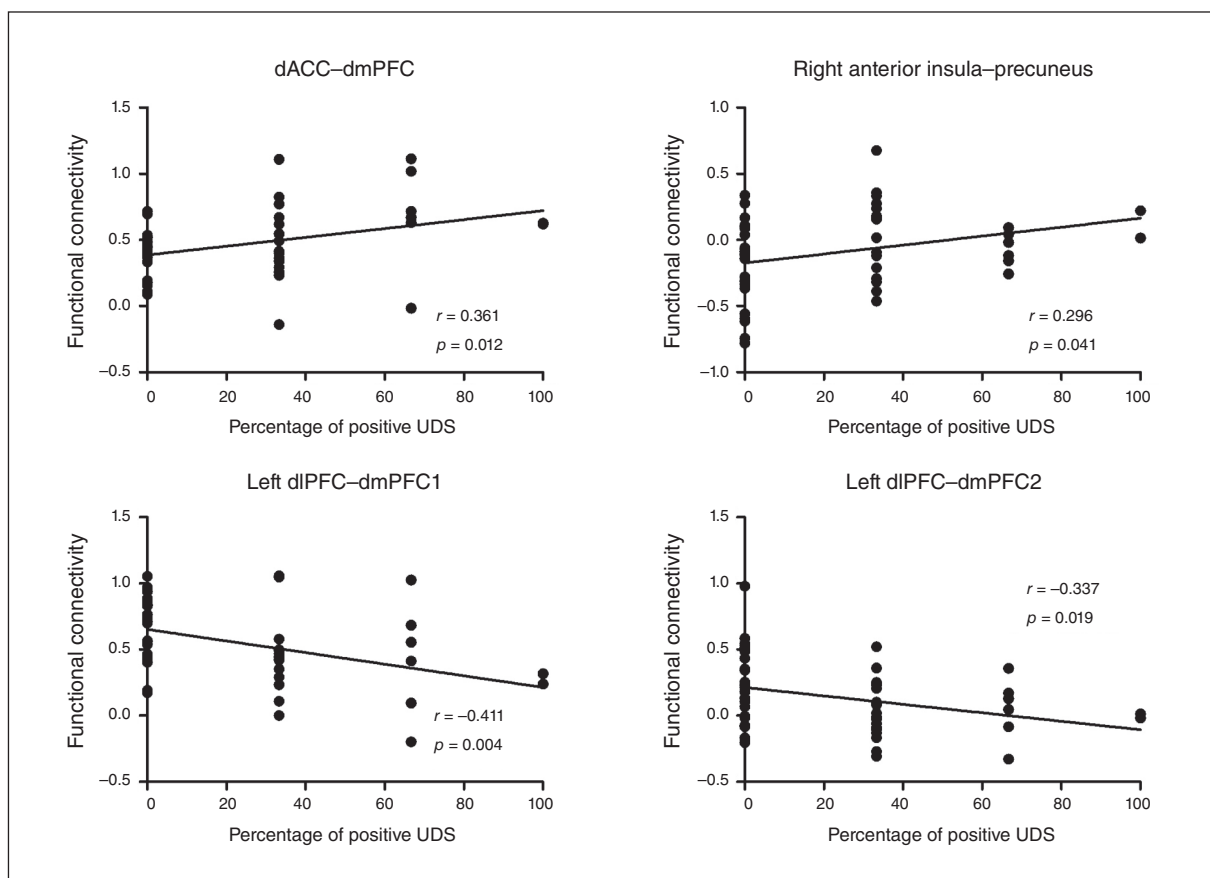 dACC–dmPFC
Functional connectivity
1.5
1.0
0.5
0.0
–0.5
r = 0.361
p = 0.012
0 20 40 60 80 100
Percentage of positive UDS
Right anterior insula–precuneus
Functional connectivity
1.0
0.5
0.0
–0.5
–1.0
r = 0.296
p = 0.041
0 20 40 60 80 100
Percentage of positive UDS
Left dlPFC–dmPFC1
Functional connectivity
1.5
1.0
0.5
0.0
–0.5
r = –0.411
p = 0.004
0 20 40 60 80 100
Percentage of positive UDS
Left dlPFC–dmPFC2
Functional connectivity
1.5
1.0
0.5
0.0
–0.5
r = –0.337
p = 0.019
0 20 40 60 80 100
Percentage of positive UDS